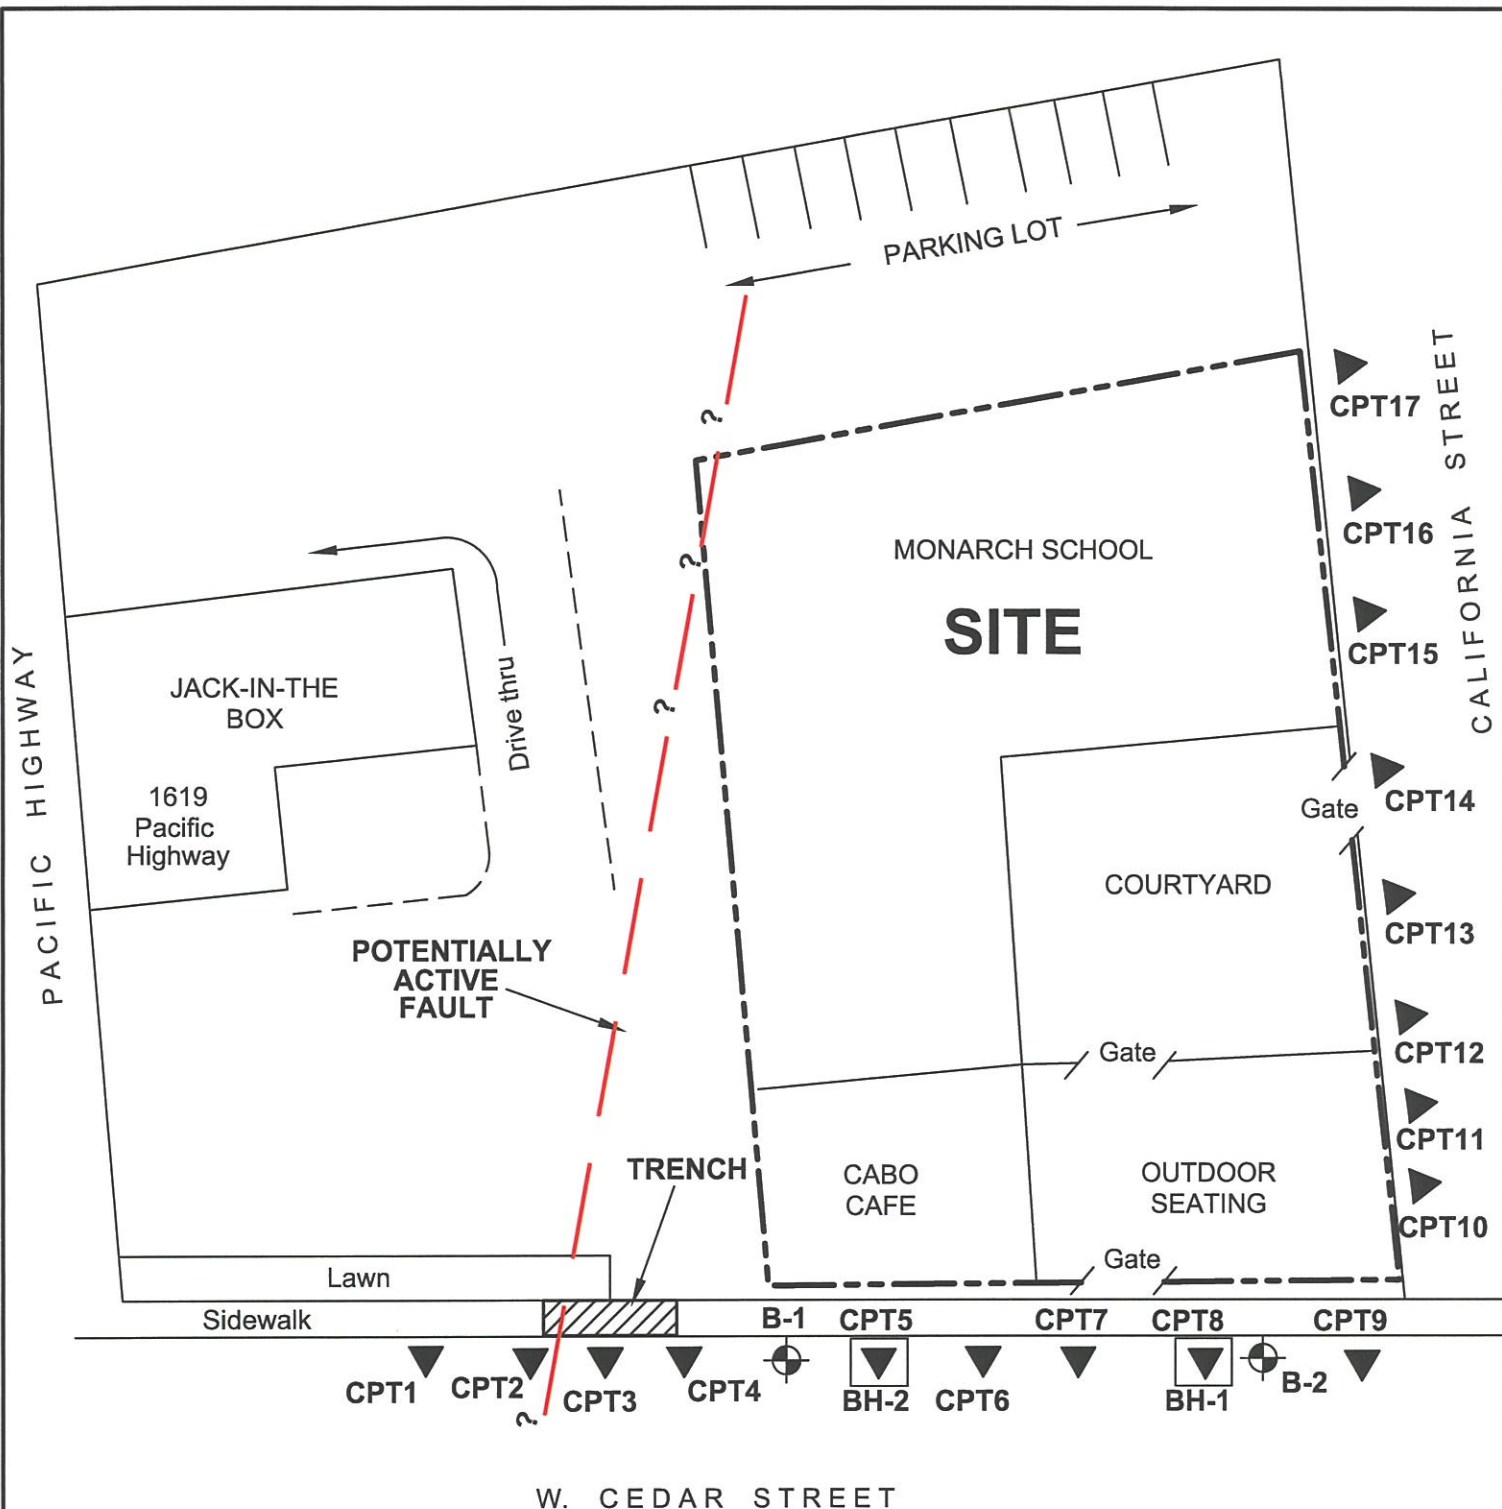 PARKING LOT
?
CPT17
CALIFORNIA STREET
CPT16
MONARCH SCHOOL
?
SITE
CPT15
JACK-IN-THE
BOX
Drive thru
?
PACIFIC HIGHWAY
1619
Pacific
Highway
CPT14
Gate
COURTYARD
CPT13
POTENTIALLY
ACTIVE
FAULT
Gate
CPT12
CPT11
TRENCH
CABO
CAFE
OUTDOOR
SEATING
CPT10
Gate
Lawn
Sidewalk
B-1
CPT5
CPT7
CPT8
CPT9
CPT1
CPT2
CPT3
CPT4
BH-2
CPT6
BH-1
B-2
?
W. CEDAR STREET